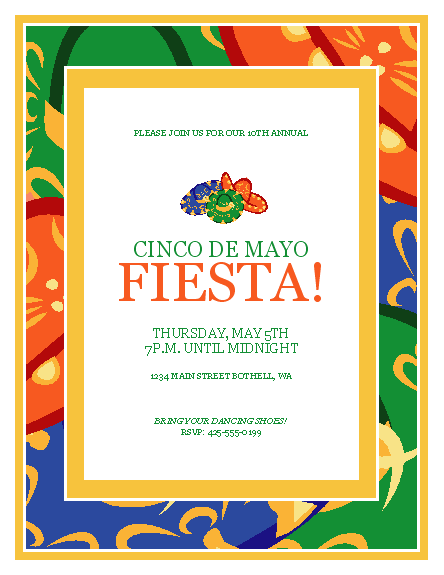 PLEASE JOIN US FOR OUR 10TH ANNUAL
CINCO DE MAYO
FIESTA!
THURSDAY, MAY 5TH
7P.M. UNTIL MIDNIGHT
1234 MAIN STREET BOTHELL, WA
BRING YOUR DANCING SHOES!
RSVP: 425-555-0199